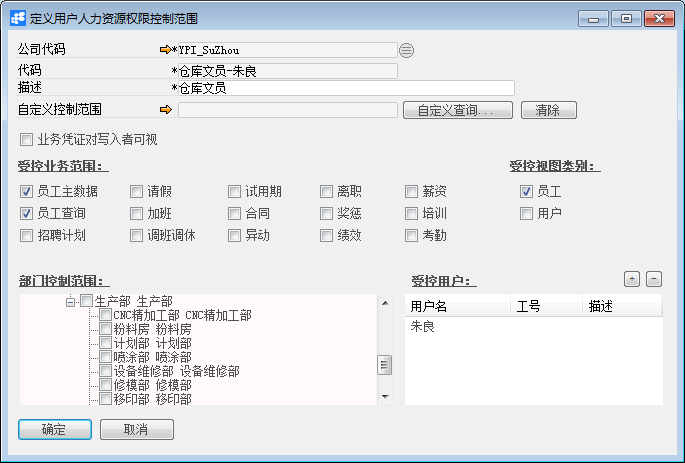 定义用户人力资源权限控制范围
公司代码 *YPI_SuZhou
代码 *仓库文员-朱良
描述 *仓库文员
自定义控制范围 自定义查询... 清除
业务凭证对写入者可视
受控业务范围: 受控视图类别:
员工主数据 请假 试用期 离职 薪资 员工
员工查询 加班 合同 奖惩 培训 用户
招聘计划 调班调休 异动 绩效 考勤
部门控制范围: 受控用户: + -
生产部 生产部 用户名 工号 描述
CNC精加工部 CNC精加工部 朱良
粉料房 粉料房
计划部 计划部
喷涂部 喷涂部
设备维修部 设备维修部
修模部 修模部
移印部 移印部
确定 取消